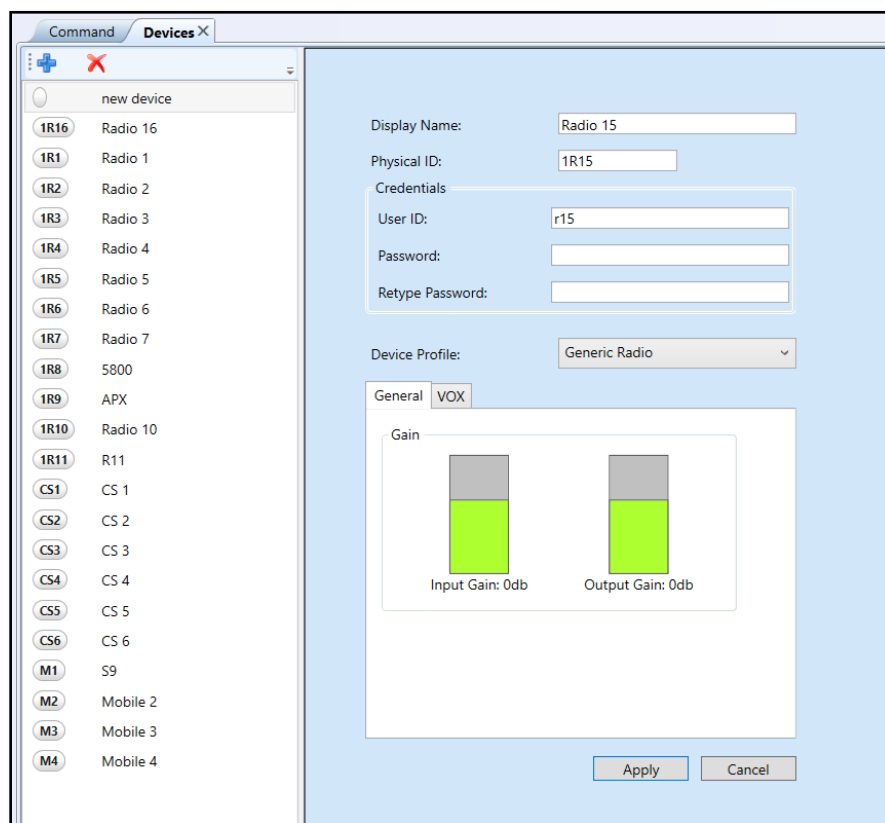 Command
Devices
new device
1R16 Radio 16
1R1 Radio 1
1R2 Radio 2
1R3 Radio 3
1R4 Radio 4
1R5 Radio 5
1R6 Radio 6
1R7 Radio 7
1R8 5800
1R9 APX
1R10 Radio 10
1R11 R11
CS1 CS 1
CS2 CS 2
CS3 CS 3
CS4 CS 4
CS5 CS 5
CS6 CS 6
M1 S9
M2 Mobile 2
M3 Mobile 3
M4 Mobile 4
Display Name: Radio 15
Physical ID: 1R15
Credentials
User ID: r15
Password:
Retype Password:
Device Profile: Generic Radio
General VOX
Gain
Input Gain: 0db Output Gain: 0db
Apply Cancel